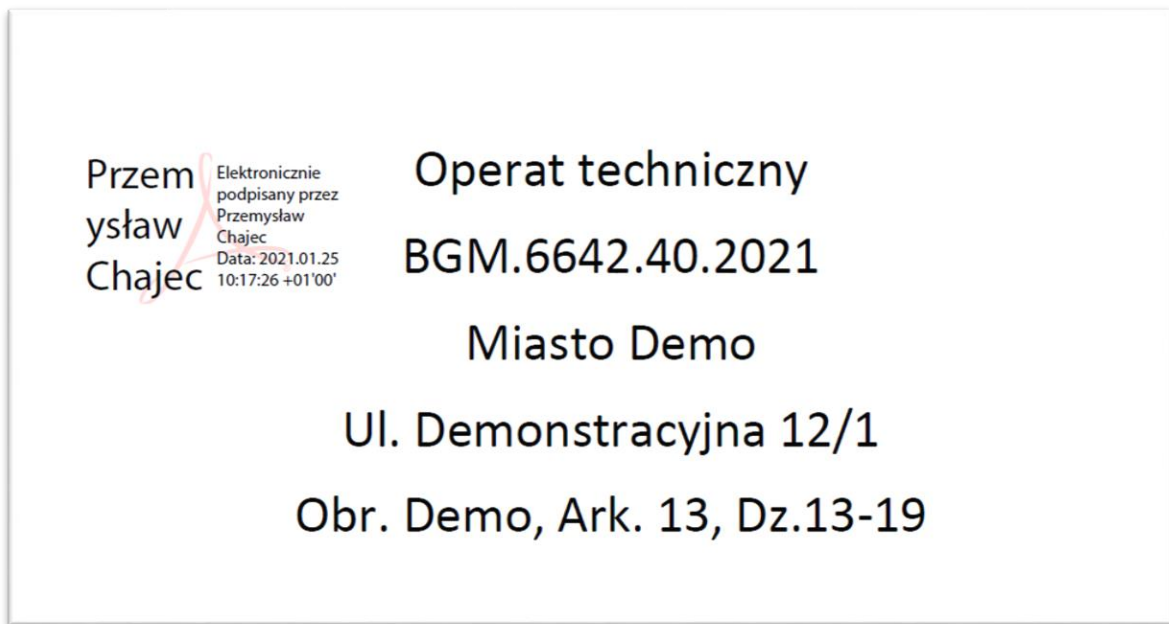 Przem
ysław
Chajec
Elektronicznie
podpisany przez
Przemysław
Chajec
Data: 2021.01.25
10:17:26 +01'00'
Operat techniczny
BGM.6642.40.2021
Miasto Demo
Ul. Demonstracyjna 12/1
Obr. Demo, Ark. 13, Dz.13-19